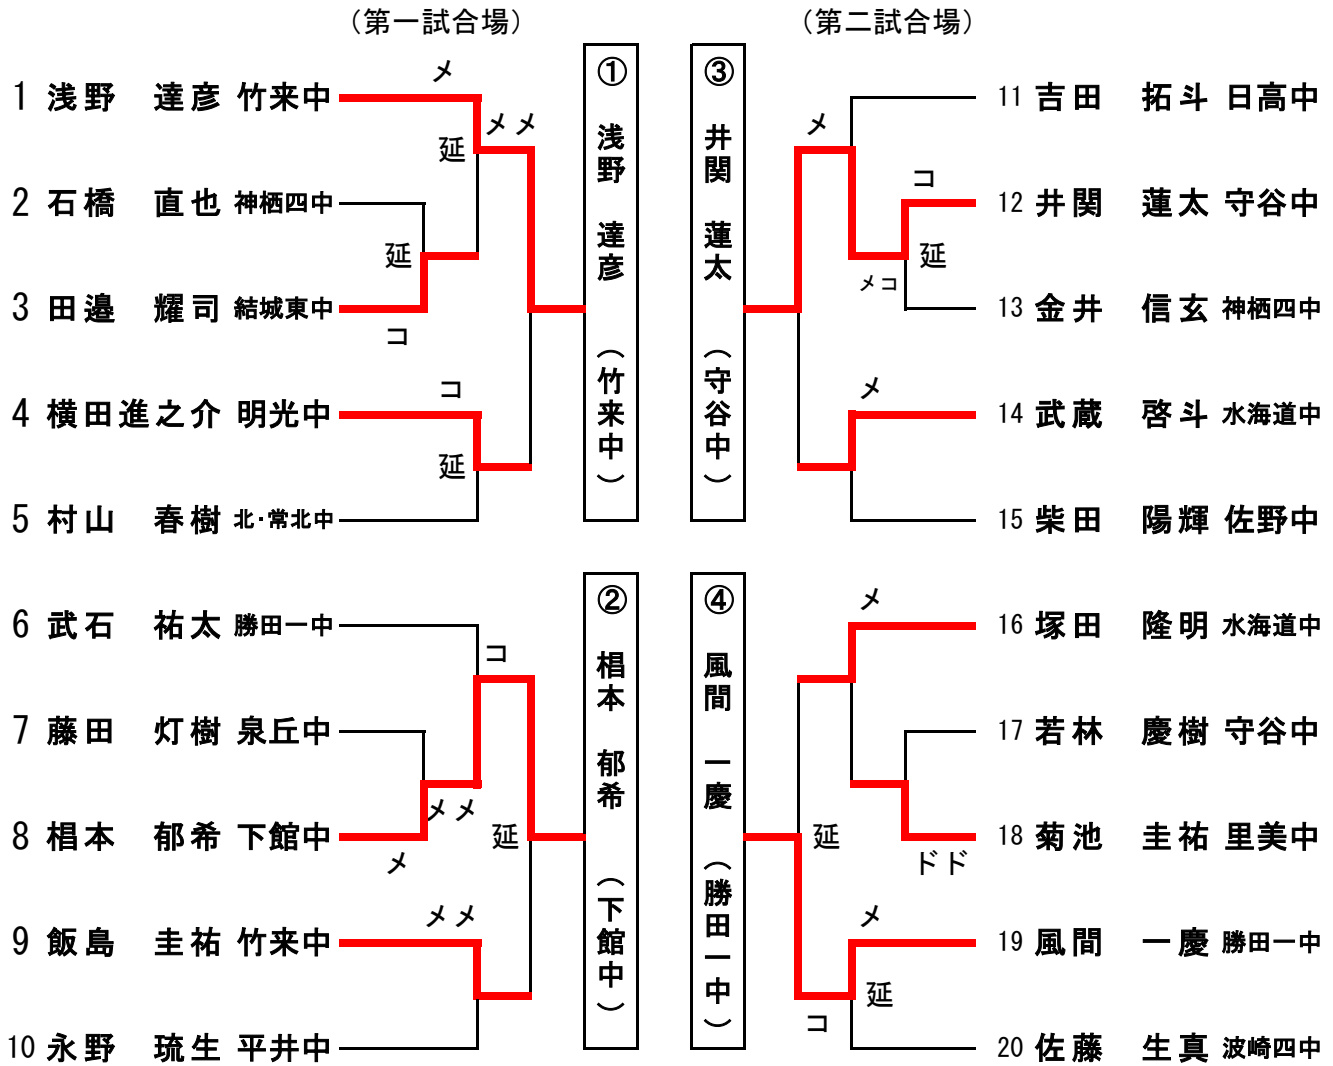 (第一試合場)
(第二試合場)
1 浅野 達彦 竹来中
メ
メメ
延
2 石橋 直也 神栖四中
延
3 田邉 耀司 結城東中
コ
コ
4 横田進之介 明光中
延
5 村山 春樹 北・常北中
① 浅野 達彦 (竹来中)
6 武石 祐太 勝田一中
コ
7 藤田 灯樹 泉丘中
メメ
8 椙本 郁希 下館中
延
メ
メメ
9 飯島 圭祐 竹来中
10 永野 琉生 平井中
② 椙本 郁希 (下館中)
③ 井関 蓮太 (守谷中)
11 吉田 拓斗 日高中
メ
コ
12 井関 蓮太 守谷中
延
メコ
13 金井 信玄 神栖四中
メ
14 武蔵 啓斗 水海道中
15 柴田 陽輝 佐野中
④ 風間 一慶 (勝田一中)
メ
16 塚田 隆明 水海道中
17 若林 慶樹 守谷中
延
18 菊池 圭祐 里美中
ドド
メ
19 風間 一慶 勝田一中
延
コ
20 佐藤 生真 波崎四中